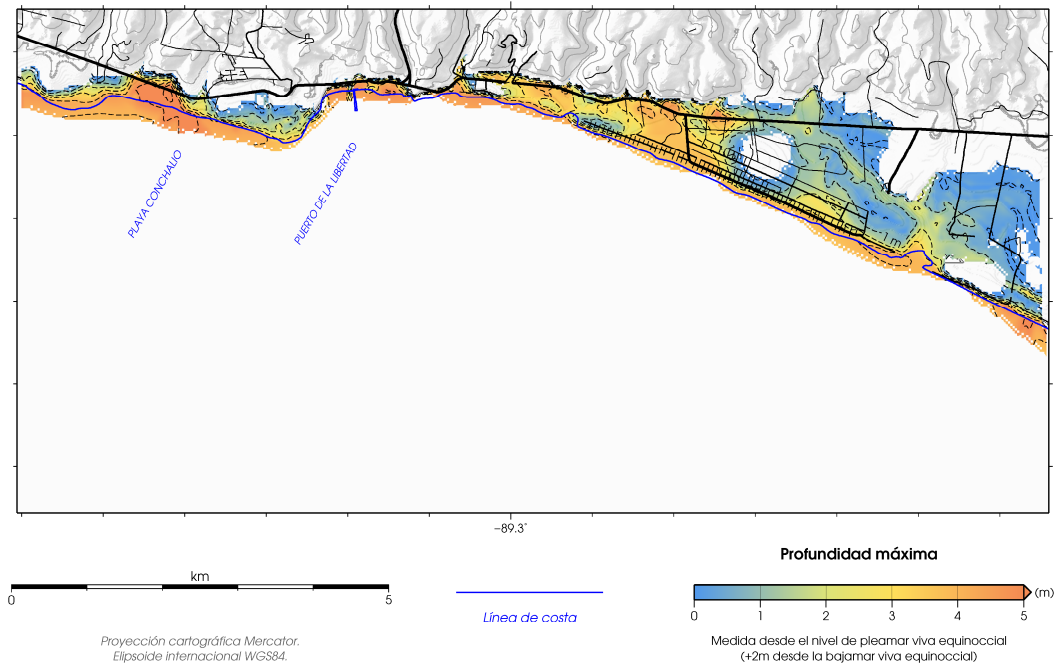 PLAYA CONCHALIO
PUERTO DE LA LIBERTAD
1 m
−89.3°
km
0 5
Línea de costa
Proyección cartográfica Mercator.
Elipsoide internacional WGS84.
Profundidad máxima
(m)
0 1 2 3 4 5
Medida desde el nivel de pleamar viva equinoccial
(+2m desde la bajamar viva equinoccial)